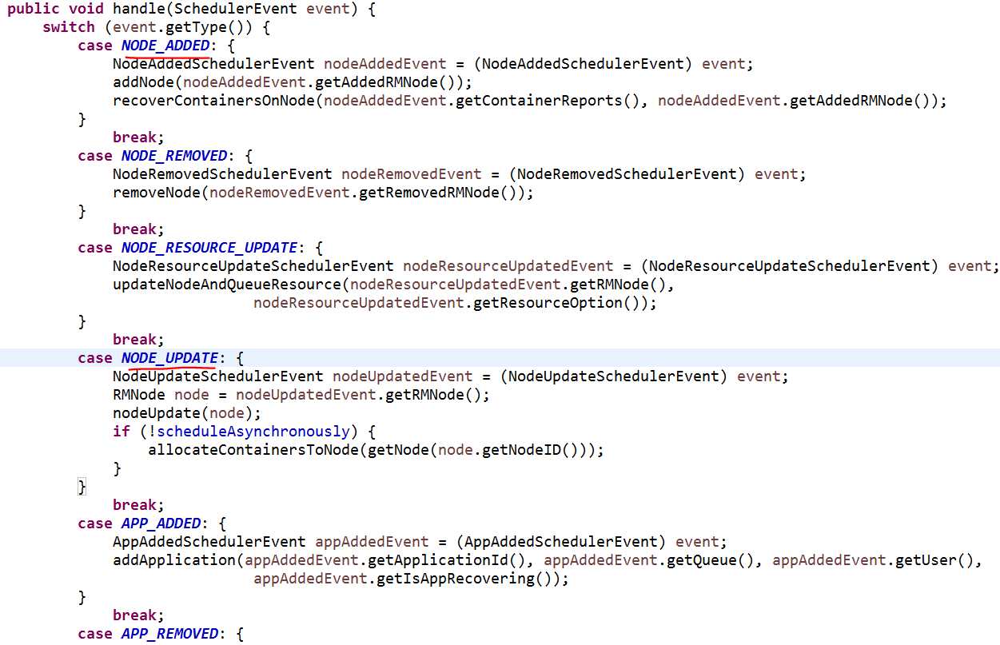 public void handle(SchedulerEvent event) {
switch (event.getType()) {
case NODE_ADDED: {
NodeAddedSchedulerEvent nodeAddedEvent = (NodeAddedSchedulerEvent) event;
addNode(nodeAddedEvent.getAddedRMNode());
recoverContainersOnNode(nodeAddedEvent.getContainerReports(), nodeAddedEvent.getAddedRMNode());
}
break;
case NODE_REMOVED: {
NodeRemovedSchedulerEvent nodeRemovedEvent = (NodeRemovedSchedulerEvent) event;
removeNode(nodeRemovedEvent.getRemovedRMNode());
}
break;
case NODE_RESOURCE_UPDATE: {
NodeResourceUpdateSchedulerEvent nodeResourceUpdatedEvent = (NodeResourceUpdateSchedulerEvent) event;
updateNodeAndQueueResource(nodeResourceUpdatedEvent.getRMNode(),
nodeResourceUpdatedEvent.getResourceOption());
}
break;
case NODE_UPDATE: {
NodeUpdateSchedulerEvent nodeUpdatedEvent = (NodeUpdateSchedulerEvent) event;
RMNode node = nodeUpdatedEvent.getRMNode();
nodeUpdate(node);
if (!scheduleAsynchronously) {
allocateContainersToNode(getNode(node.getNodeID()));
}
}
break;
case APP_ADDED: {
AppAddedSchedulerEvent appAddedEvent = (AppAddedSchedulerEvent) event;
addApplication(appAddedEvent.getApplicationId(), appAddedEvent.getQueue(), appAddedEvent.getUser(),
appAddedEvent.getIsAppRecovering());
}
break;
case APP_REMOVED: {